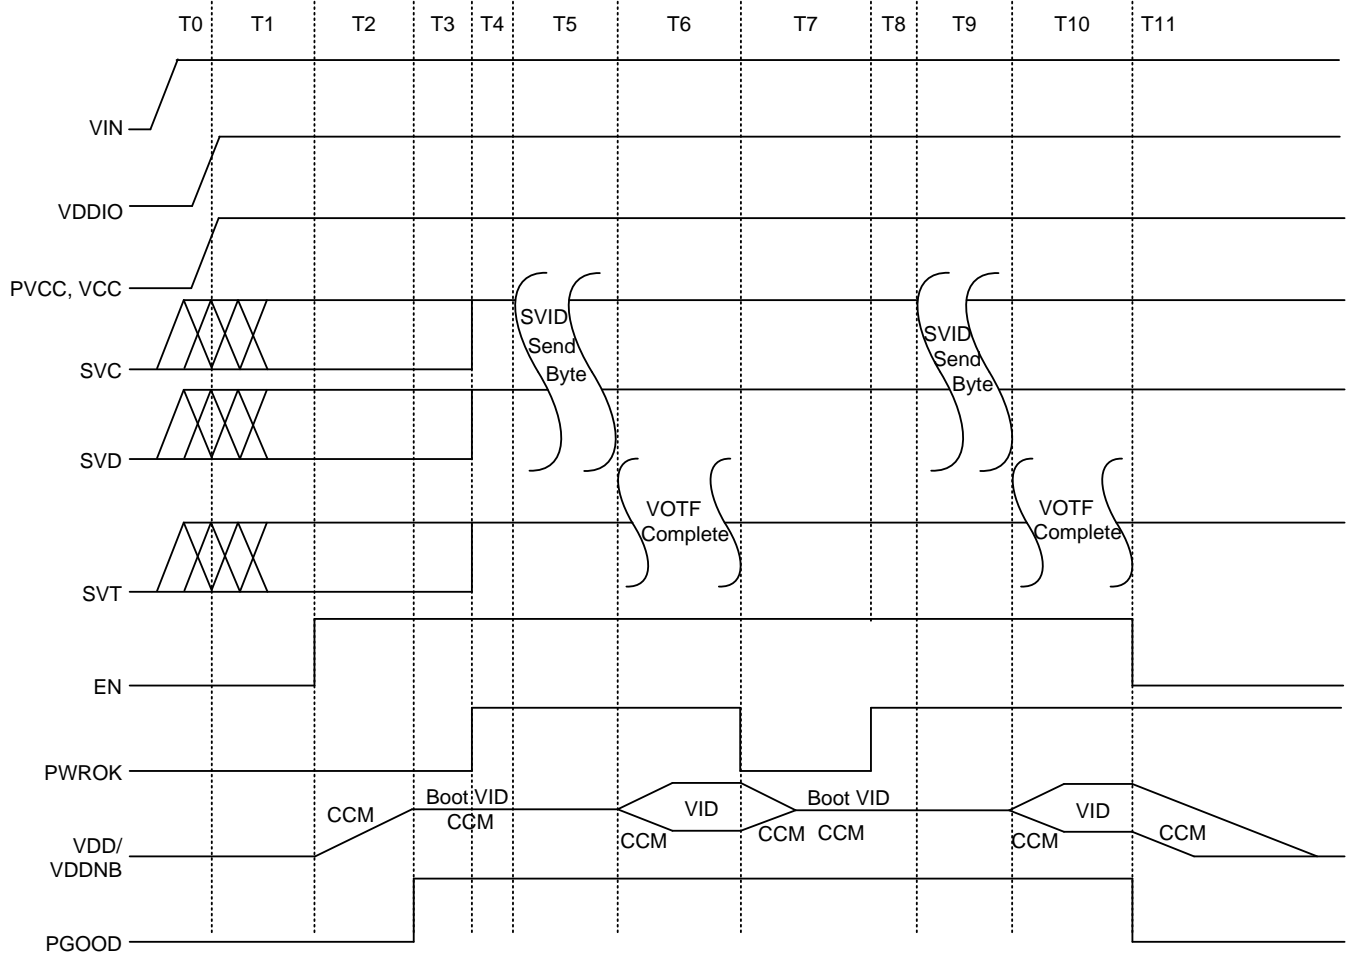 T0 T1 T2 T3 T4 T5 T6 T7 T8 T9 T10 T11
VIN
VDDIO
PVCC, VCC
SVID
Send
Byte
SVID
Send
Byte
SVC
SVD
VOTF
Complete
VOTF
Complete
SVT
EN
PWROK
Boot VID
CCM
CCM
VID
CCM
Boot VID
CCM CCM
VID
CCM
CCM
VDD/
VDDNB
PGOOD